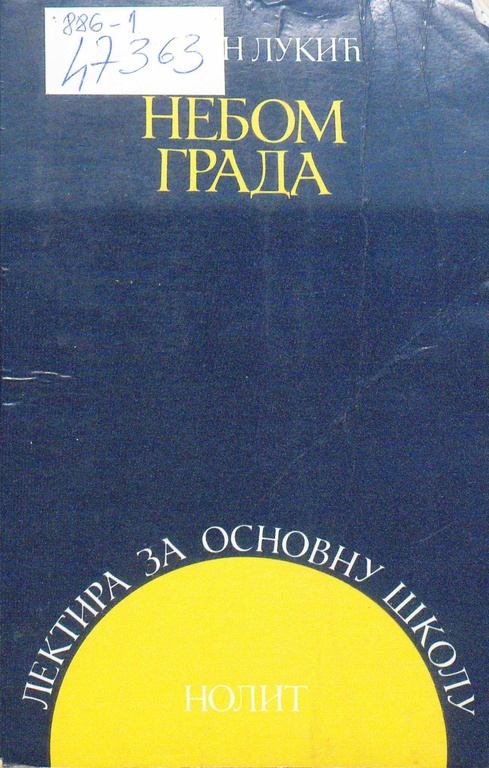 886-1
47363
Н ЛУКИЋ
НЕБОМ
ГРАДА
ЛЕКТИРА ЗА ОСНОВНУ ШКОЛУ
НОЛИТ